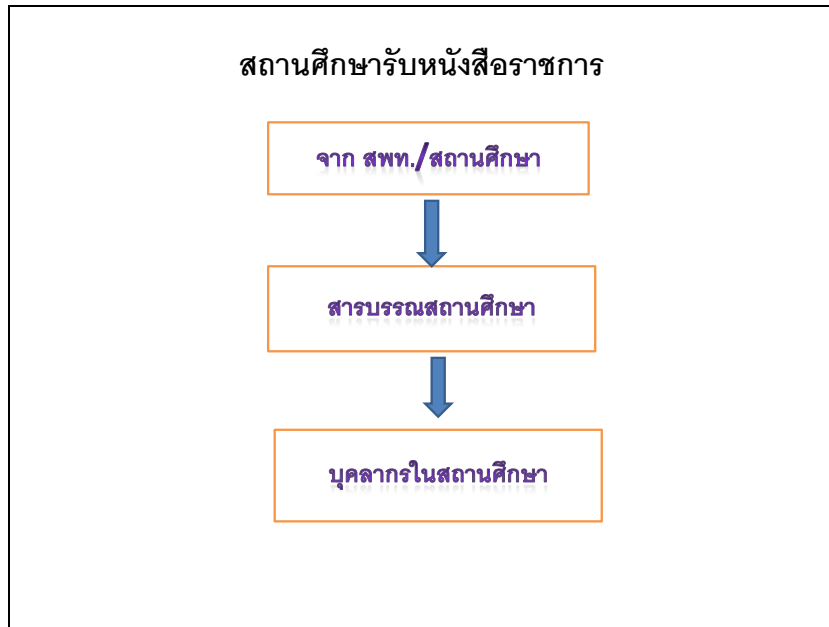 สถานศึกษารับหนังสือราชการ
จาก สพท./สถานศึกษา
สารบรรณสถานศึกษา
บุคลากรในสถานศึกษา